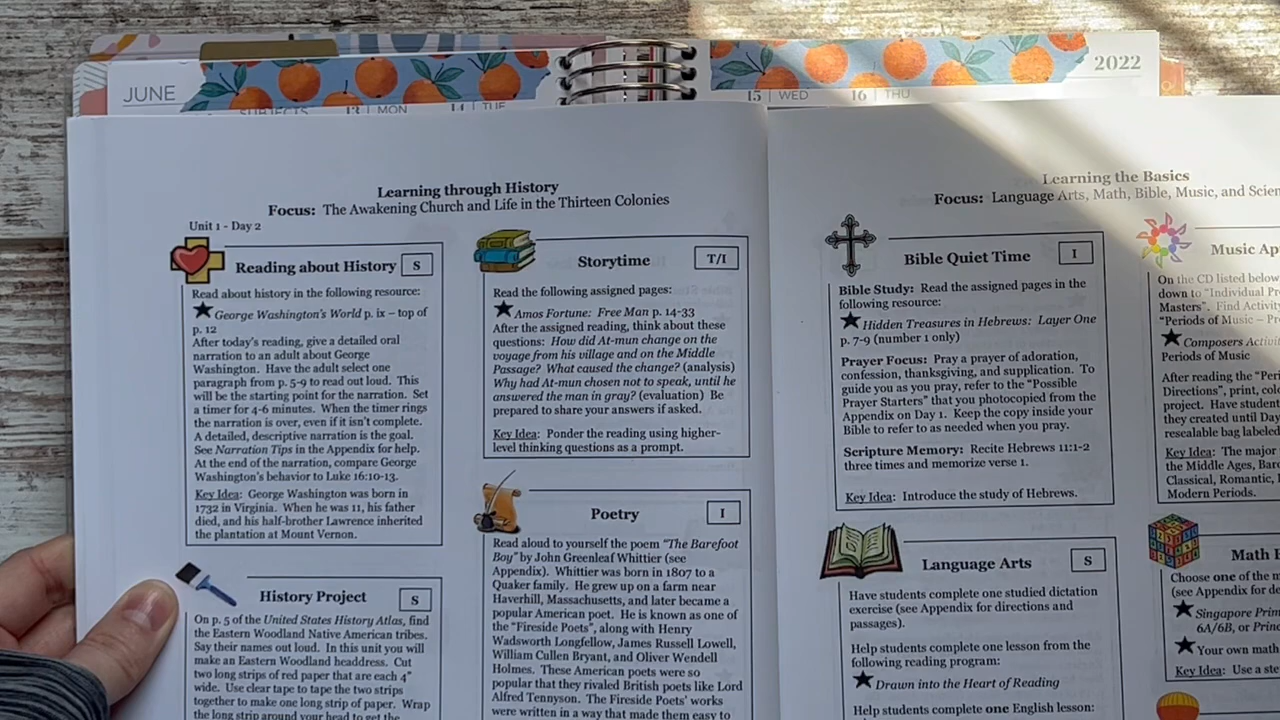 JUNE
2022
SUBJECTS
13 | MON
14 | TUE
15 | WED
16 | THU
Learning through History
Focus: The Awakening Church and Life in the Thirteen Colonies
Unit 1 - Day 2
Reading about History
S
Read about history in the following resource:
George Washington's World p. ix – top of
p. 12
After today's reading, give a detailed oral
narration to an adult about George
Washington. Have the adult select one
paragraph from p. 5-9 to read out loud. This
will be the starting point for the narration. Set
a timer for 4-6 minutes. When the timer rings
the narration is over, even if it isn't complete.
A detailed, descriptive narration is the goal.
See Narration Tips in the Appendix for help.
At the end of the narration, compare George
Washington's behavior to Luke 16:10-13.
Key Idea: George Washington was born in
1732 in Virginia. When he was 11, his father
died, and his half-brother Lawrence inherited
the plantation at Mount Vernon.
History Project
S
On p. 5 of the United States History Atlas, find
the Eastern Woodland Native American tribes.
Say their names out loud. In this unit you will
make an Eastern Woodland headdress. Cut
two long strips of red paper that are each 4"
wide. Use clear tape to tape the two strips
together to make one long strip of paper. Wrap
the long strip around your head to get the
Storytime
T/I
Read the following assigned pages:
Amos Fortune: Free Man p. 14-33
After the assigned reading, think about these
questions: How did At-mun change on the
voyage from his village and on the Middle
Passage? What caused the change? (analysis)
Why had At-mun chosen not to speak, until he
answered the man in gray? (evaluation) Be
prepared to share your answers if asked.
Key Idea: Ponder the reading using higher-
level thinking questions as a prompt.
Poetry
I
Read aloud to yourself the poem "The Barefoot
Boy" by John Greenleaf Whittier (see
Appendix). Whittier was born in 1807 to a
Quaker family. He grew up on a farm near
Haverhill, Massachusetts, and later became a
popular American poet. He is known as one of
the "Fireside Poets", along with Henry
Wadsworth Longfellow, James Russell Lowell,
William Cullen Bryant, and Oliver Wendell
Holmes. These American poets were so
popular that they rivaled British poets like Lord
Alfred Tennyson. The Fireside Poets' works
were written in a way that made them easy to
Learning the Basics
Focus: Language Arts, Math, Bible, Music, and Scien
Bible Quiet Time
I
Bible Study: Read the assigned pages in the
following resource:
Hidden Treasures in Hebrews: Layer One
p. 7-9 (number 1 only)
Prayer Focus: Pray a prayer of adoration,
confession, thanksgiving, and supplication. To
guide you as you pray, refer to the "Possible
Prayer Starters" that you photocopied from the
Appendix on Day 1. Keep the copy inside your
Bible to refer to as needed when you pray.
Scripture Memory: Recite Hebrews 11:1-2
three times and memorize verse 1.
Key Idea: Introduce the study of Hebrews.
Language Arts
S
Have students complete one studied dictation
exercise (see Appendix for directions and
passages).
Help students complete one lesson from the
following reading program:
Drawn into the Heart of Reading
Help students complete one English lesson:
Music Ap
On the CD listed below
down to "Individual Pr
Masters". Find Activit
"Periods of Music – Pr
Composers Activit
Periods of Music
After reading the "Peri
Directions", print, col
project. Have student
they created until Day
resealable bag labeled
Key Idea: The major
the Middle Ages, Bar
Classical, Romantic,
Modern Periods.
Math E
Choose one of the m
(see Appendix for de
Singapore Prim
6A/6B, or Princ
Your own math
Key Idea: Use a ste